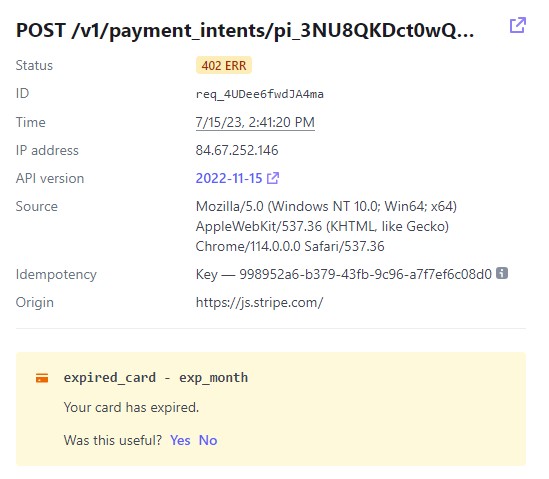 POST /v1/payment_intents/pi_3NU8QKDct0wQ...
Status 402 ERR
ID req_4UDee6fwdJA4ma
Time 7/15/23, 2:41:20 PM
IP address 84.67.252.146
API version 2022-11-15
Source Mozilla/5.0 (Windows NT 10.0; Win64; x64)
AppleWebKit/537.36 (KHTML, like Gecko)
Chrome/114.0.0.0 Safari/537.36
Idempotency Key — 998952a6-b379-43fb-9c96-a7f7ef6c08d0
Origin https://js.stripe.com/
expired_card - exp_month
Your card has expired.
Was this useful? Yes No